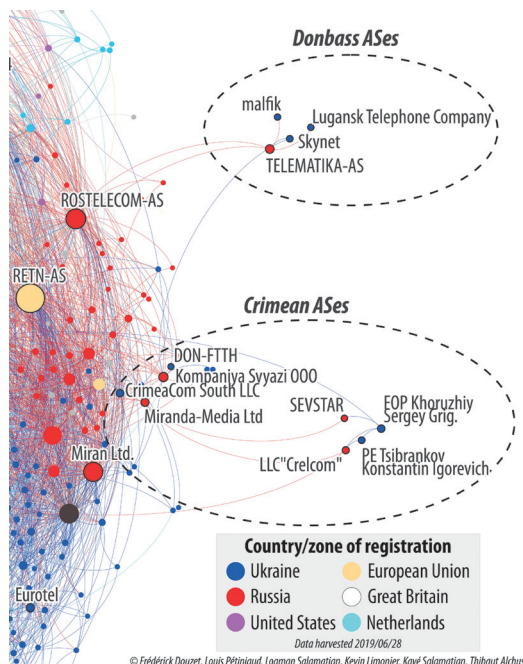 Donbass ASes
malfik
Lugansk Telephone Company
Skynet
TELEMATIKA-AS
ROSTELECOM-AS
RETN-AS
Crimean ASes
DON-FTTH
Kompaniya Syyazi OOO
CrimeaCom South LLC
Miranda-Media Ltd
SEVSTAR
EOP Khoruzhiy
Sergey Grig.
PE Tsibrankov
Konstantin Igorevich
LLC"Crelcom"
Miran Ltd.
Eurotel
Country/zone of registration
Ukraine
European Union
Russia
Great Britain
United States
Netherlands
Data harvested 2019/06/28
© Frédérick Douzet, Louis Pétiniaud, Loqman Salamatian, Kevin Limonier, Kavé Salamatian, Thibaut Alchus